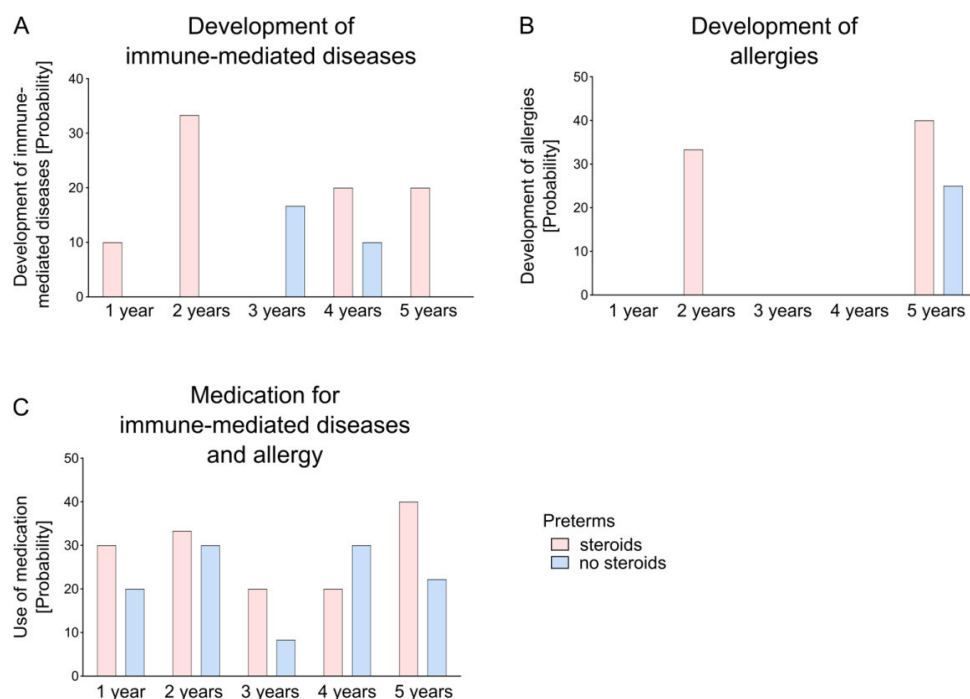 A
Development of
immune-mediated diseases
Development of immune-
mediated diseases [Probability]
40
30
20
10
0
1 year 2 years 3 years 4 years 5 years
B
Development of
allergies
Development of allergies
[Probability]
50
40
30
20
10
0
1 year 2 years 3 years 4 years 5 years
C
Medication for
immune-mediated diseases
and allergy
Use of medication
[Probability]
50
40
30
20
10
0
1 year 2 years 3 years 4 years 5 years
Preterms
steroids
no steroids